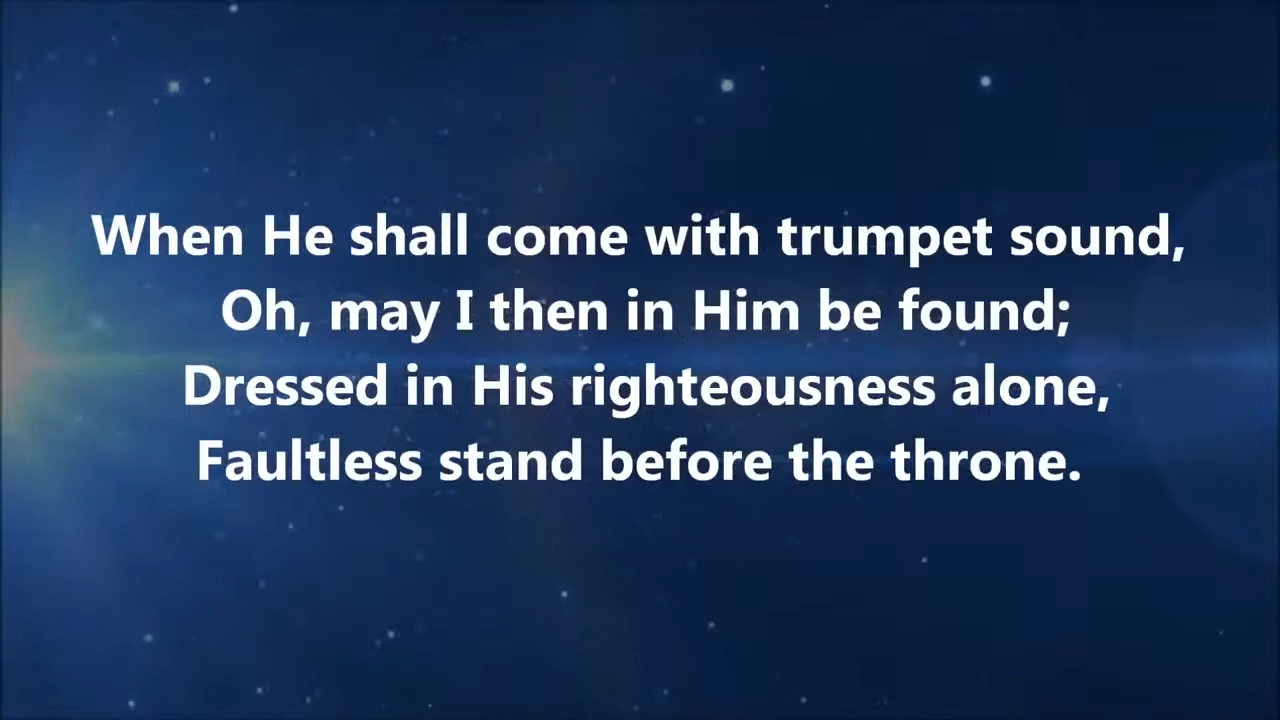 When He shall come with trumpet sound,
Oh, may I then in Him be found;
Dressed in His righteousness alone,
Faultless stand before the throne.